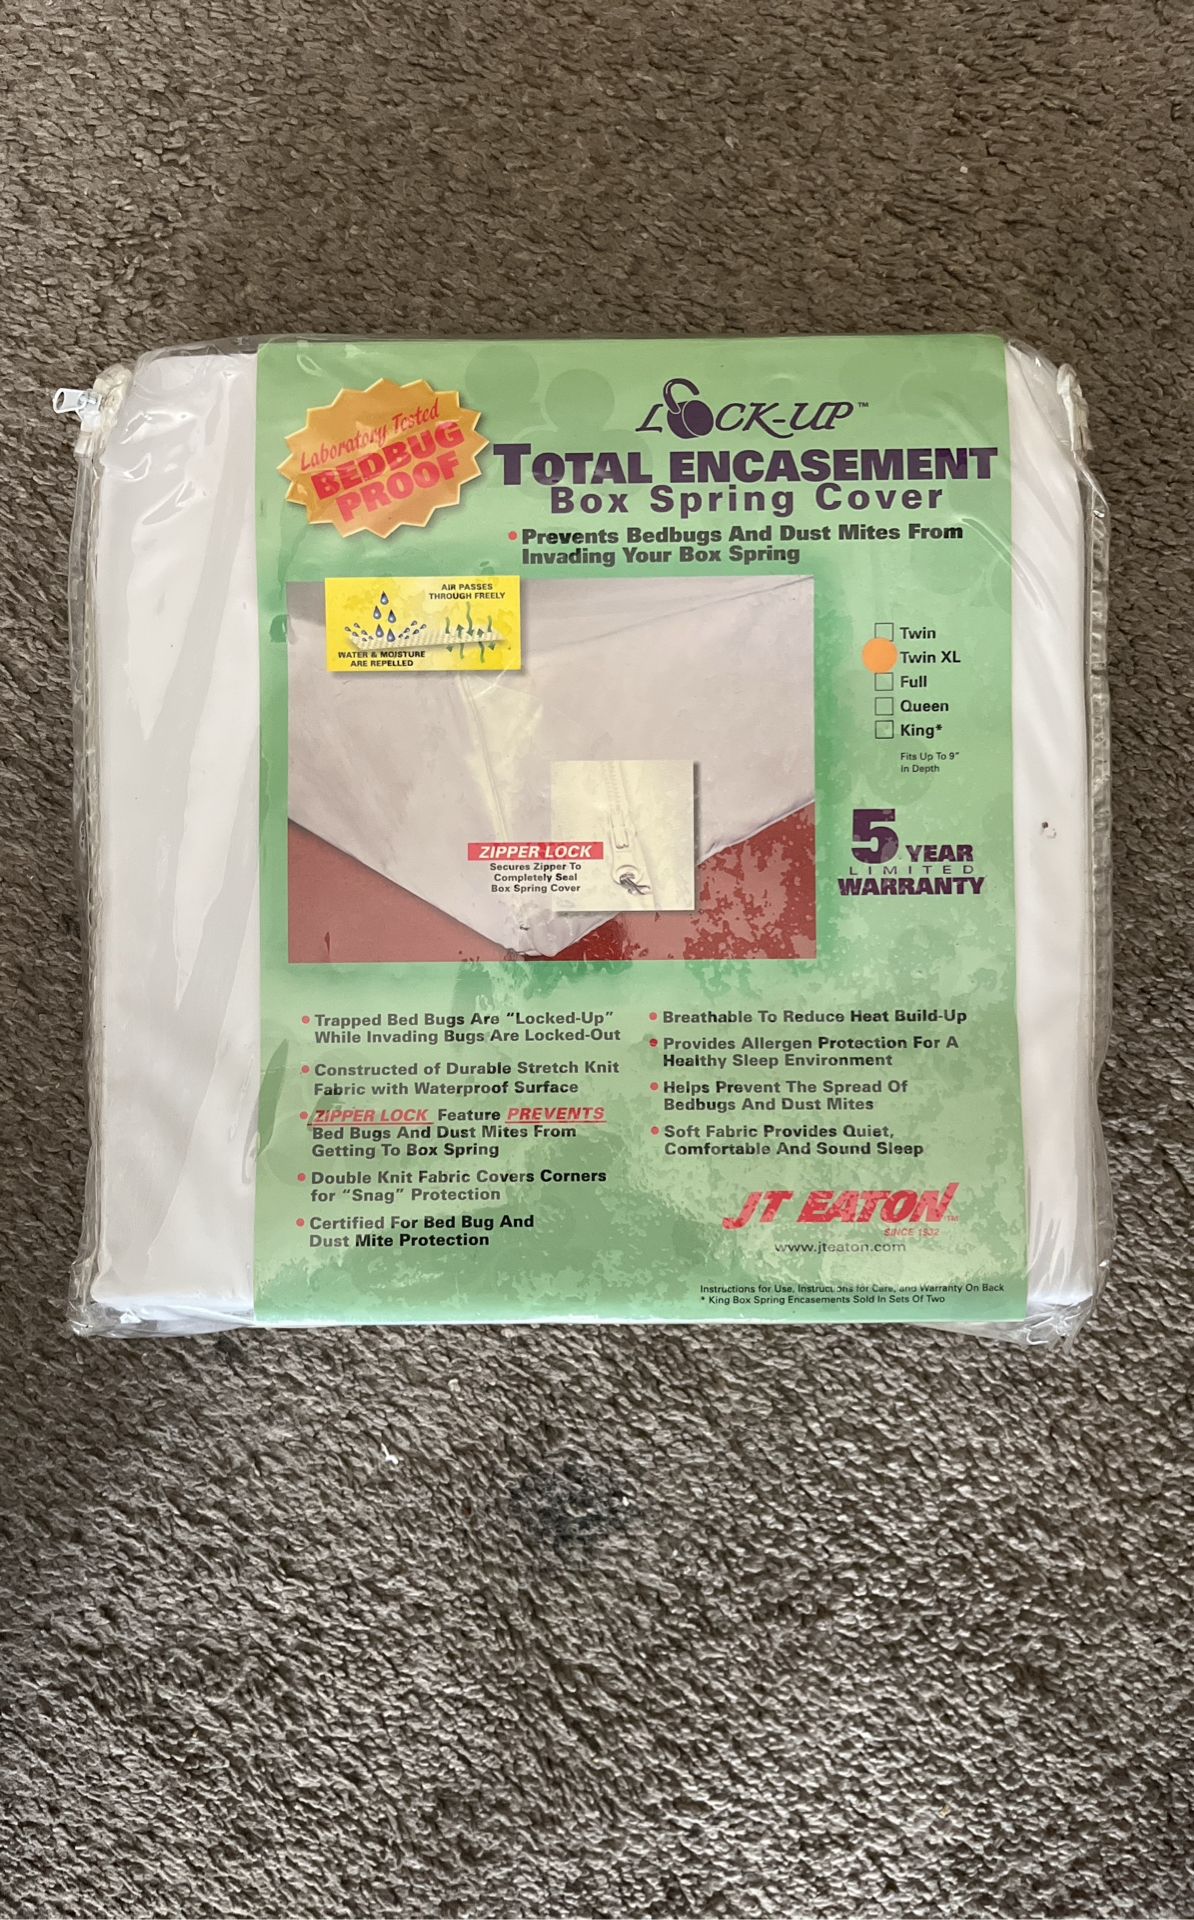 Laboratory Tested
BEDBUG
PROOF
LOCK-UP™
TOTAL ENCASEMENT
Box Spring Cover
• Prevents Bedbugs And Dust Mites From
Invading Your Box Spring
AIR PASSES
THROUGH FREELY
WATER & MOISTURE
ARE REPELLED
Twin
Twin XL
Full
Queen
King*
Fits Up To 9"
In Depth
ZIPPER LOCK
Secures Zipper To
Completely Seal
Box Spring Cover
5 YEAR
LIMITED
WARRANTY
• Trapped Bed Bugs Are "Locked-Up"
While Invading Bugs Are Locked-Out
• Constructed of Durable Stretch Knit
Fabric with Waterproof Surface
• ZIPPER LOCK Feature PREVENTS
Bed Bugs And Dust Mites From
Getting To Box Spring
• Double Knit Fabric Covers Corners
for "Snag" Protection
• Certified For Bed Bug And
Dust Mite Protection
• Breathable To Reduce Heat Build-Up
• Provides Allergen Protection For A
Healthy Sleep Environment
• Helps Prevent The Spread Of
Bedbugs And Dust Mites
• Soft Fabric Provides Quiet,
Comfortable And Sound Sleep
JT EATON™
SINCE 1932
www.jteaton.com
Instructions for Use, Instructions for Care, and Warranty On Back
* King Box Spring Encasements Sold In Sets Of Two